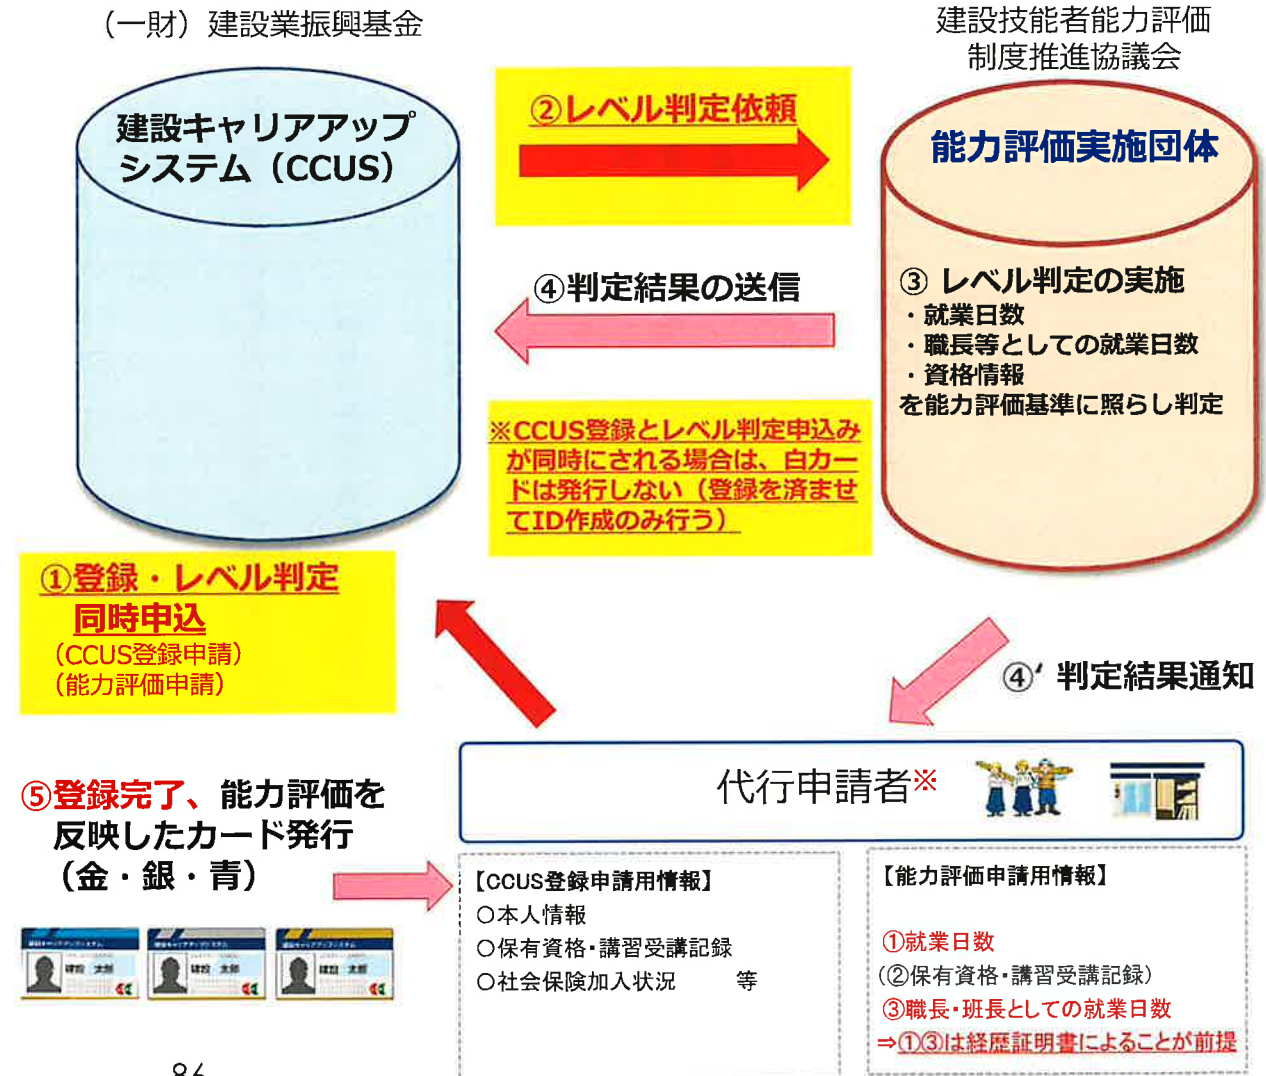 （一財）建設業振興基金
建設技能者能力評価
制度推進協議会
建設キャリアアップ
システム（CCUS）
②レベル判定依頼
能力評価実施団体
③ レベル判定の実施
・就業日数
・職長等としての就業日数
・資格情報
を能力評価基準に照らし判定
④判定結果の送信
※CCUS登録とレベル判定申込み
が同時にされる場合は、白カー
ドは発行しない（登録を済ませ
てID作成のみ行う）
①登録・レベル判定
同時申込
（CCUS登録申請）
（能力評価申請）
④’ 判定結果通知
⑤登録完了、能力評価を
反映したカード発行
（金・銀・青）
代行申請者※
【CCUS登録申請用情報】
○本人情報
○保有資格・講習受講記録
○社会保険加入状況　　等
【能力評価申請用情報】
①就業日数
(②保有資格・講習受講記録)
③職長・班長としての就業日数
⇒①③は経歴証明書によることが前提
建設 太郎
建設 太郎
建設 太郎
86